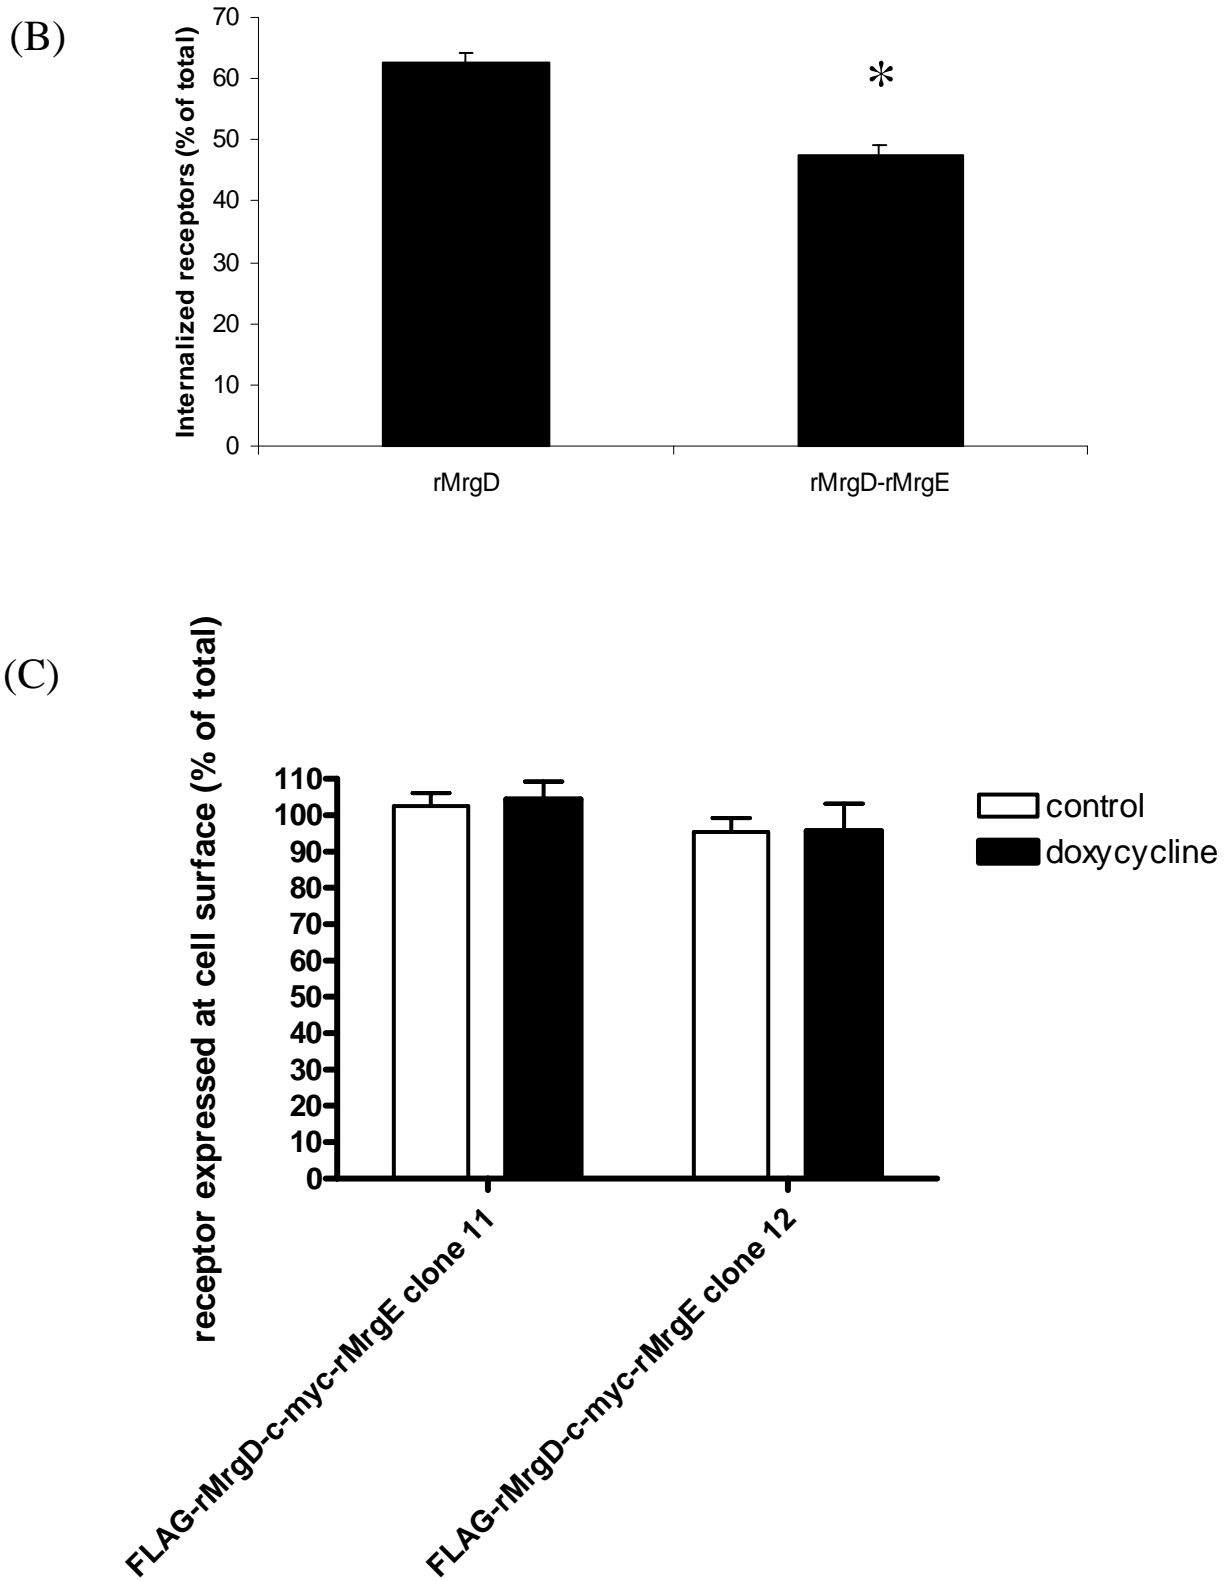 (B)
Internalized receptors (% of total)
70
60
50
40
30
20
10
0
*
rMrgD
rMrgD-rMrgE
(C)
receptor expressed at cell surface (% of total)
110
100
90
80
70
60
50
40
30
20
10
0
control
doxycycline
FLAG-rMrgD-c-myc-rMrgE clone 11
FLAG-rMrgD-c-myc-rMrgE clone 12